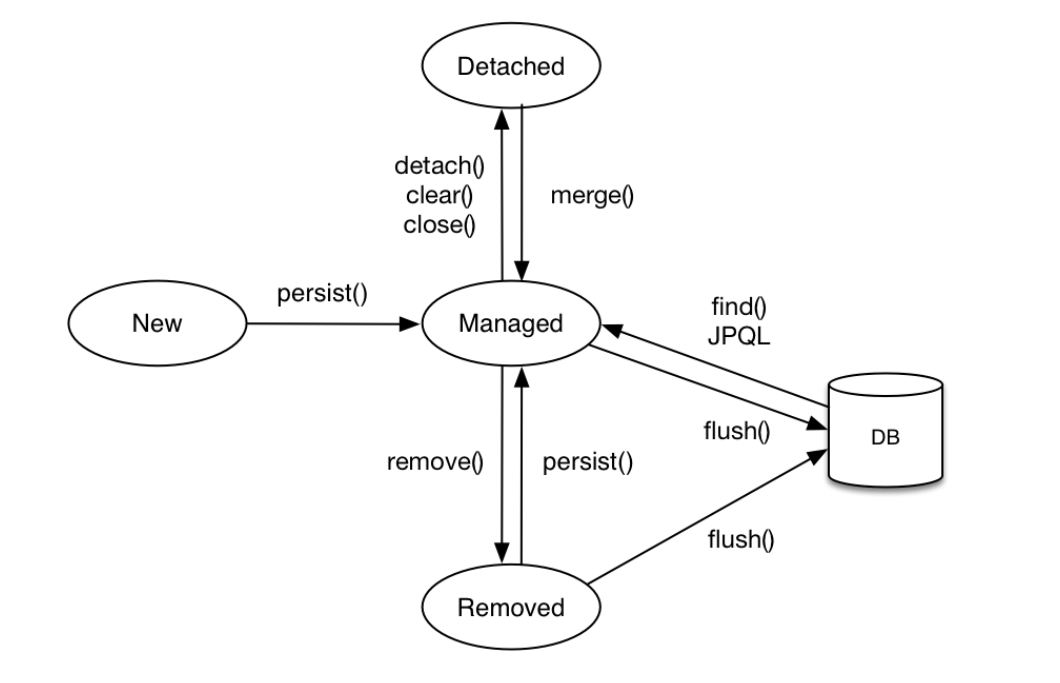 Detached
detach()
clear()
close()
merge()
persist()
New
Managed
find()
JPQL
flush()
DB
remove()
persist()
flush()
Removed